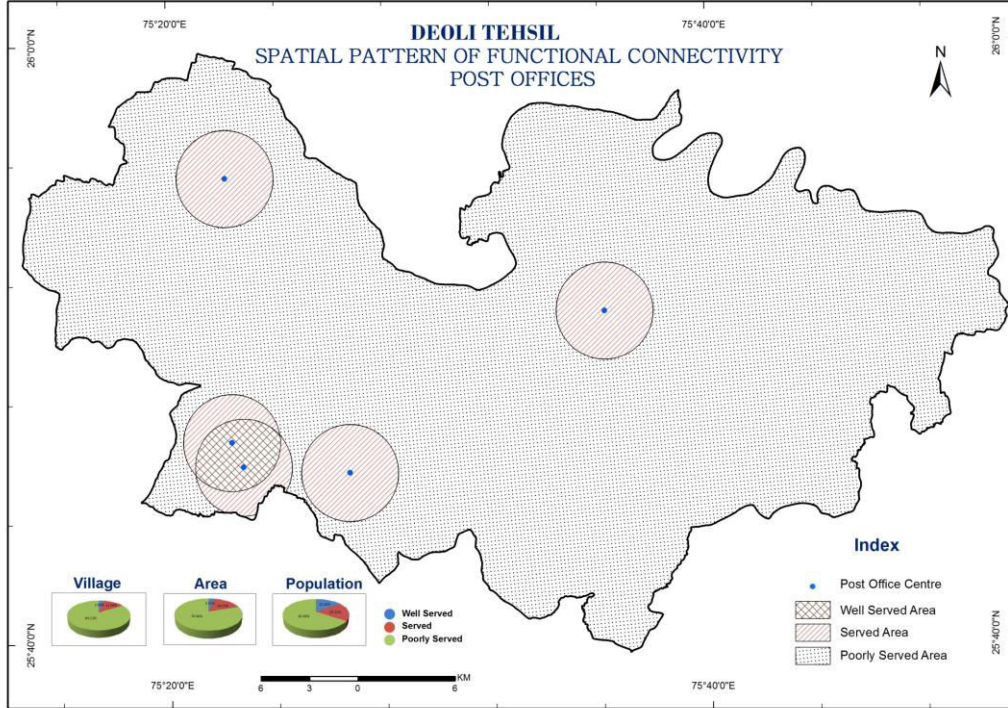 75°20'0"E
75°40'0"E
26°0'0"N
26°0'0"N
DEOLI TEHSIL
SPATIAL PATTERN OF FUNCTIONAL CONNECTIVITY
POST OFFICES
N
Index
Post Office Centre
Well Served Area
Served Area
Poorly Served Area
Village
Area
Population
Well Served
Served
Poorly Served
25°40'0"N
25°40'0"N
6 3 0 6 KM
75°20'0"E
75°40'0"E